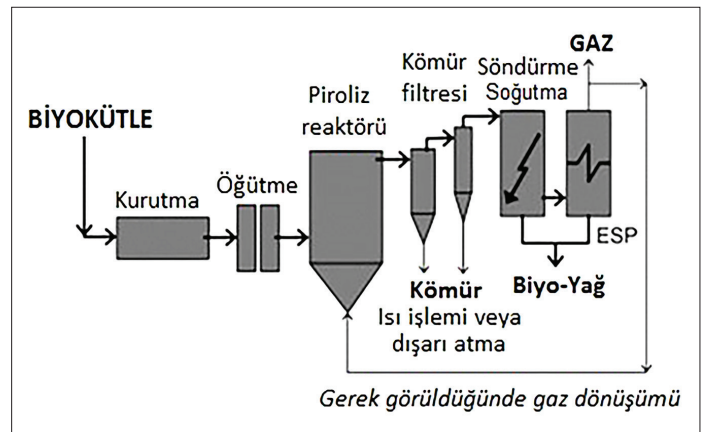 GAZ
Kömür
filtresi
Söndürme
Soğutma
Piroliz
reaktörü
BİYOKÜTLE
Öğütme
Kurutma
ESP
Kömür
Biyo-Yağ
Isı işlemi veya
dışarı atma
Gerek görüldüğünde gaz dönüşümü